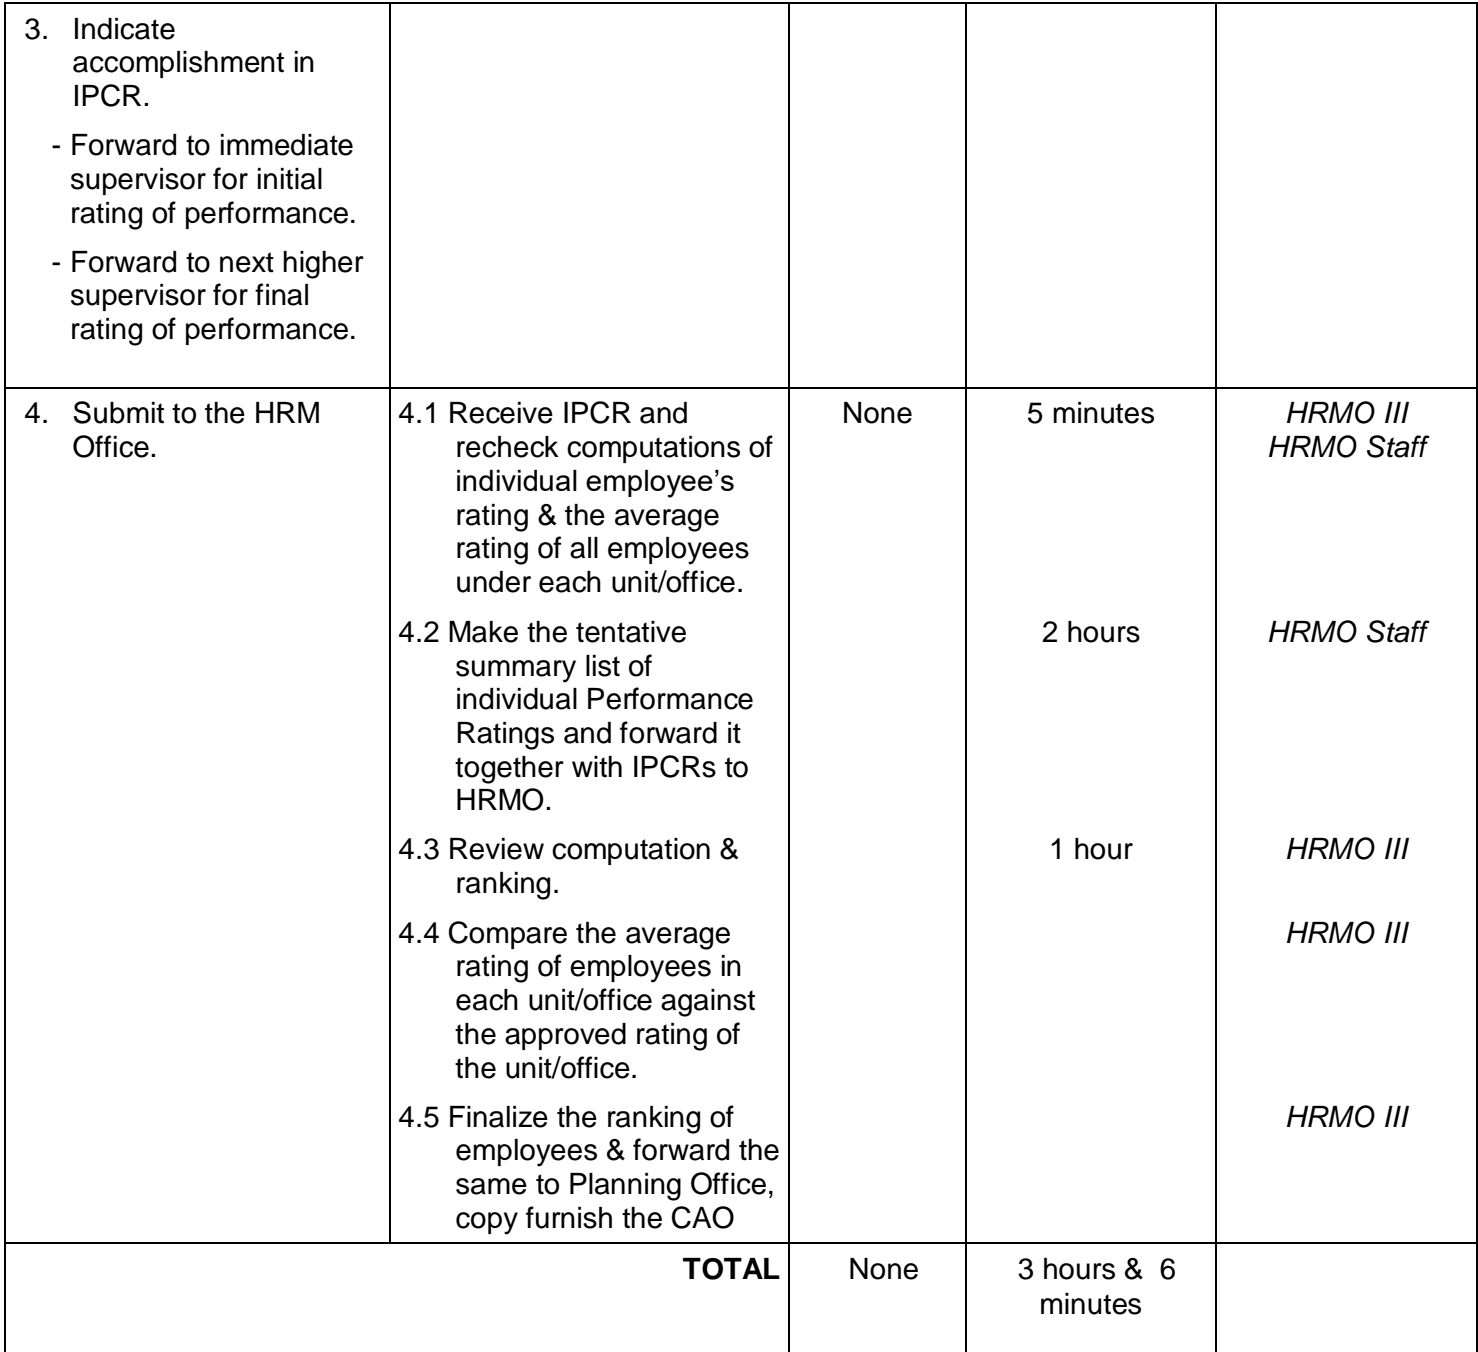 3. Indicate
accomplishment in
IPCR.
- Forward to immediate
supervisor for initial
rating of performance.
- Forward to next higher
supervisor for final
rating of performance.
4. Submit to the HRM
Office.
4.1 Receive IPCR and
recheck computations of
individual employee’s
rating & the average
rating of all employees
under each unit/office.
None
5 minutes
HRMO III
HRMO Staff
4.2 Make the tentative
summary list of
individual Performance
Ratings and forward it
together with IPCRs to
HRMO.
2 hours
HRMO Staff
4.3 Review computation &
ranking.
1 hour
HRMO III
4.4 Compare the average
rating of employees in
each unit/office against
the approved rating of
the unit/office.
HRMO III
4.5 Finalize the ranking of
employees & forward the
same to Planning Office,
copy furnish the CAO
HRMO III
TOTAL
None
3 hours & 6
minutes